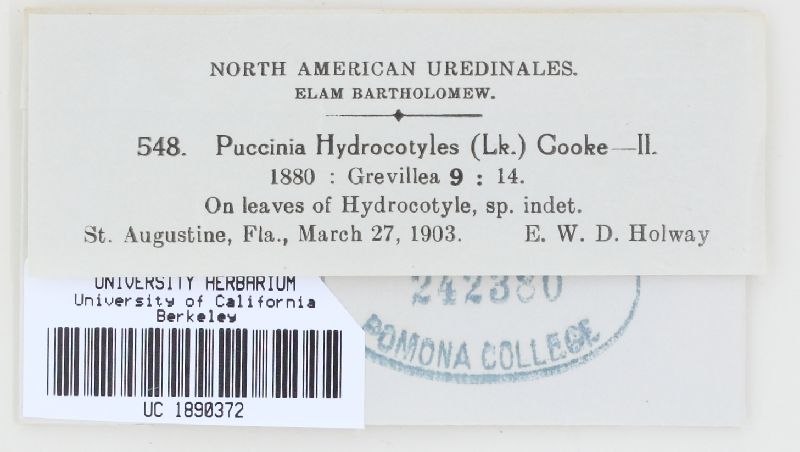 NORTH AMERICAN UREDINALES.
ELAM BARTHOLOMEW.
548. Puccinia Hydrocotyles (Lk.) Cooke—II.
1880 : Grevillea 9 : 14.
On leaves of Hydrocotyle, sp. indet.
St. Augustine, Fla., March 27, 1903. E. W. D. Holway
UNIVERSITY HERBARIUM
University of California
Berkeley
UC 1890372
242380
POMONA COLLEGE